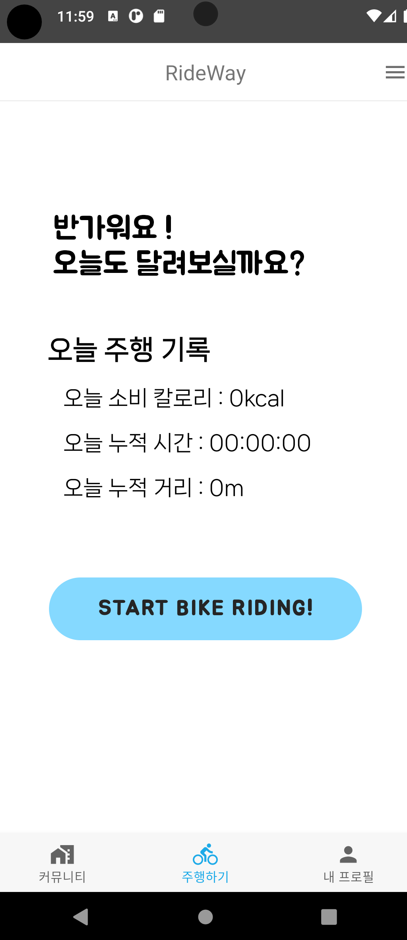 11:59
RideWay
반가워요 !
오늘도 달려보실까요?
오늘 주행 기록
오늘 소비 칼로리 : 0kcal
오늘 누적 시간 : 00:00:00
오늘 누적 거리 : 0m
START BIKE RIDING!
커뮤니티
주행하기
내 프로필